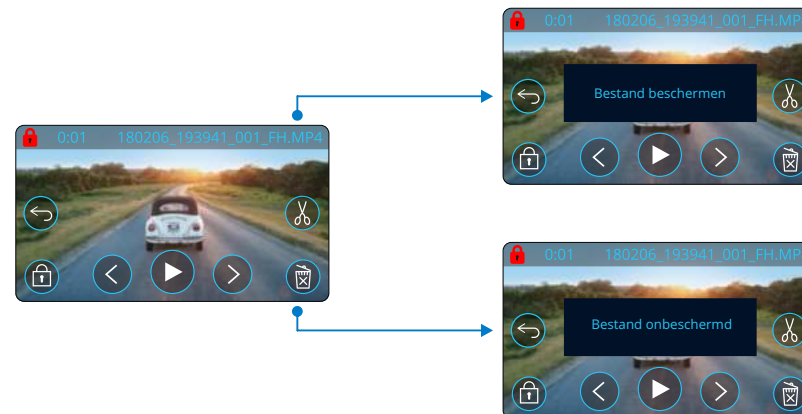 0:01 180206_193941_001_FH.MP4
0:01 180206_193941_001_FH.MP
Bestand beschermen
0:01 180206_193941_001_FH.MP
Bestand onbeschermd